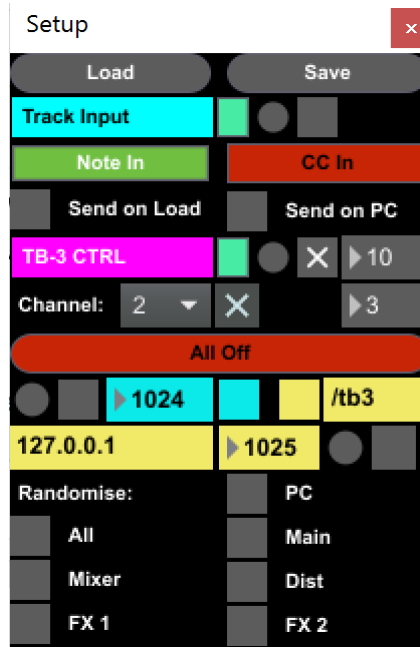 Setup
Load Save
Track Input
Note In CC In
Send on Load Send on PC
TB-3 CTRL 10
Channel: 2 3
All Off
1024 /tb3
127.0.0.1 1025
Randomise: PC
All Main
Mixer Dist
FX 1 FX 2